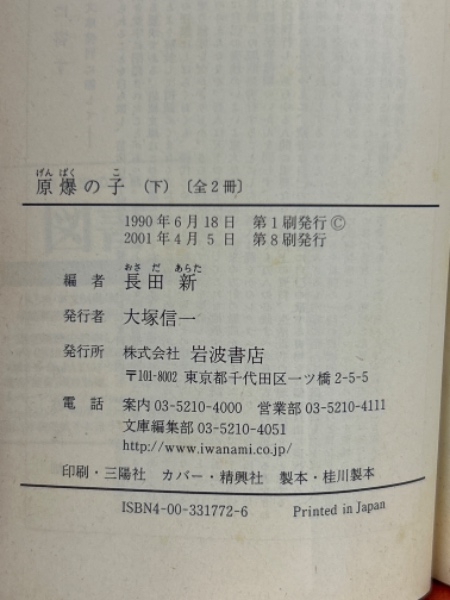 げん ばく こ
原爆の子 (下) 〔全2冊〕
1990年6月18日 第1刷発行©
2001年4月5日 第8刷発行
おさ だ あらた
編者 長田 新
発行者 大塚信一
発行所 株式会社 岩波書店
〒101-8002 東京都千代田区一ツ橋2-5-5
電話 案内03-5210-4000 営業部03-5210-4111
文庫編集部03-5210-4051
http://www.iwanami.co.jp/
印刷・三陽社 カバー・精興社 製本・桂川製本
ISBN4-00-331772-6 Printed in Japan